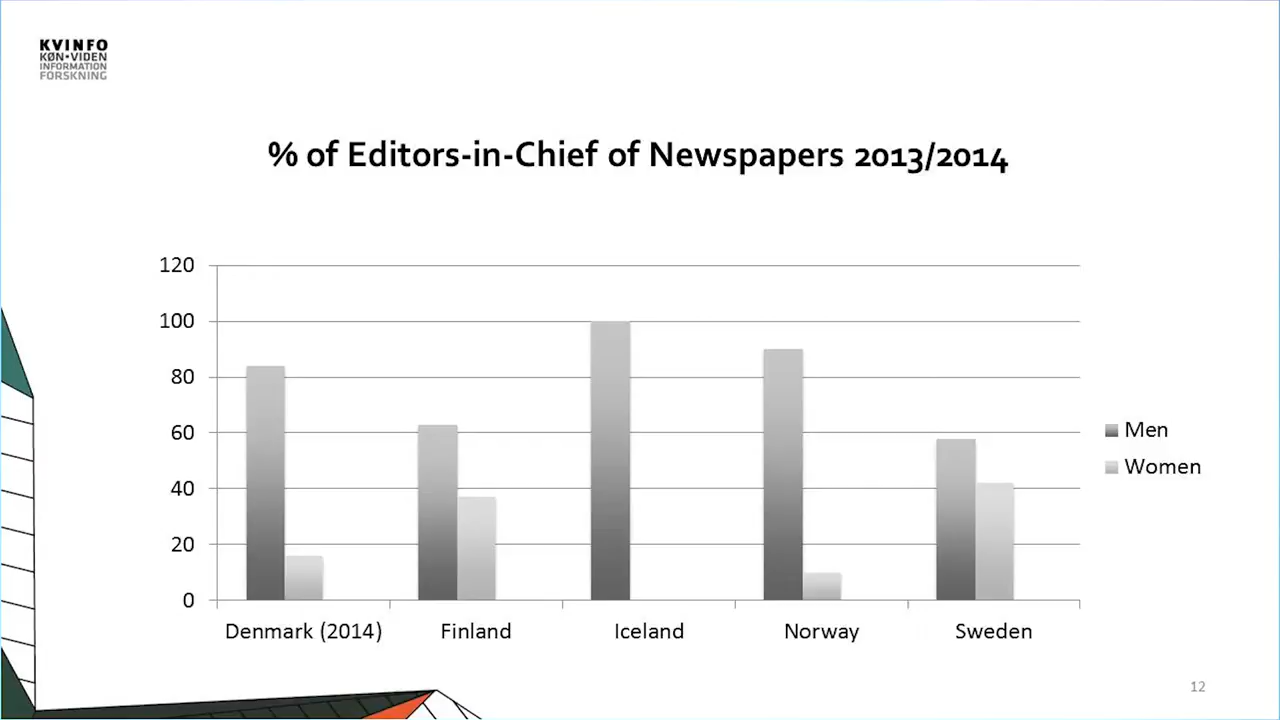 KVINFO
KØN•VIDEN
INFORMATION
FORSKNING
% of Editors-in-Chief of Newspapers 2013/2014
120
100
80
60
40
20
0
Denmark (2014) Finland Iceland Norway Sweden
Men
Women
12